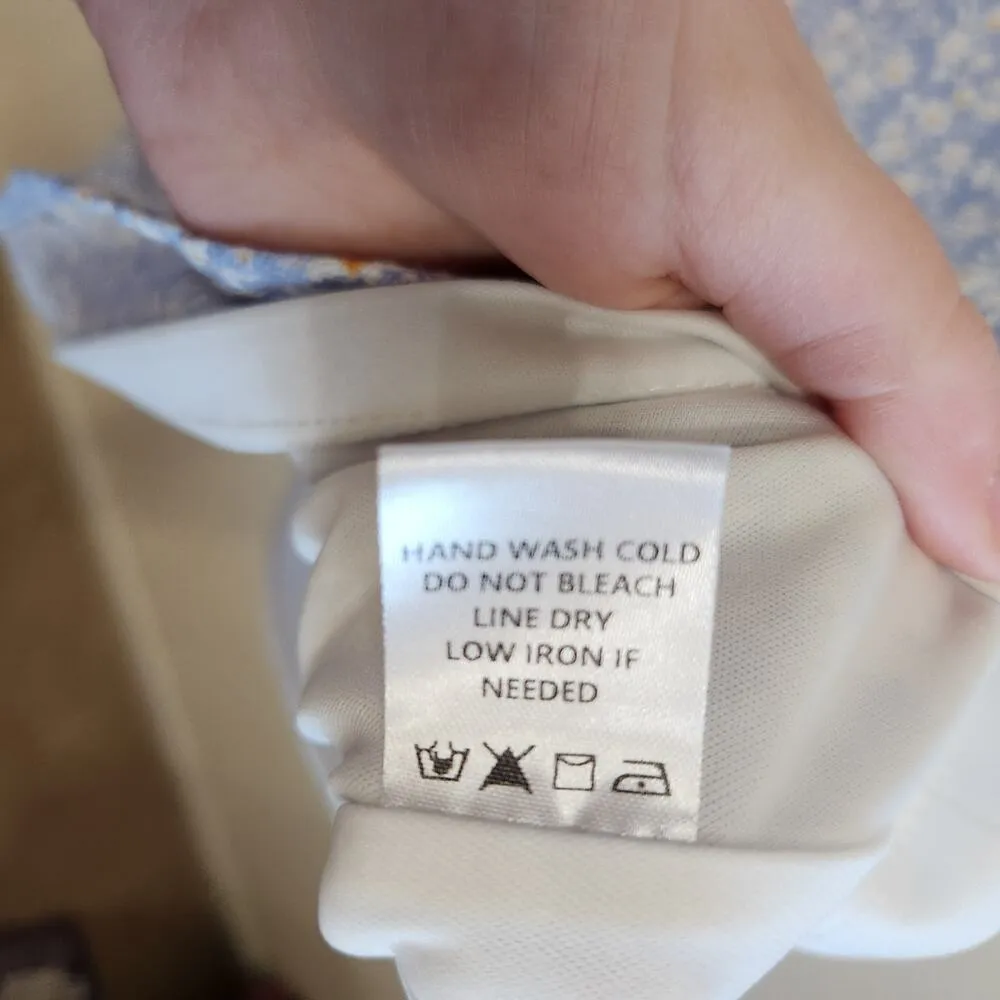 HAND WASH COLD
DO NOT BLEACH
LINE DRY
LOW IRON IF
NEEDED